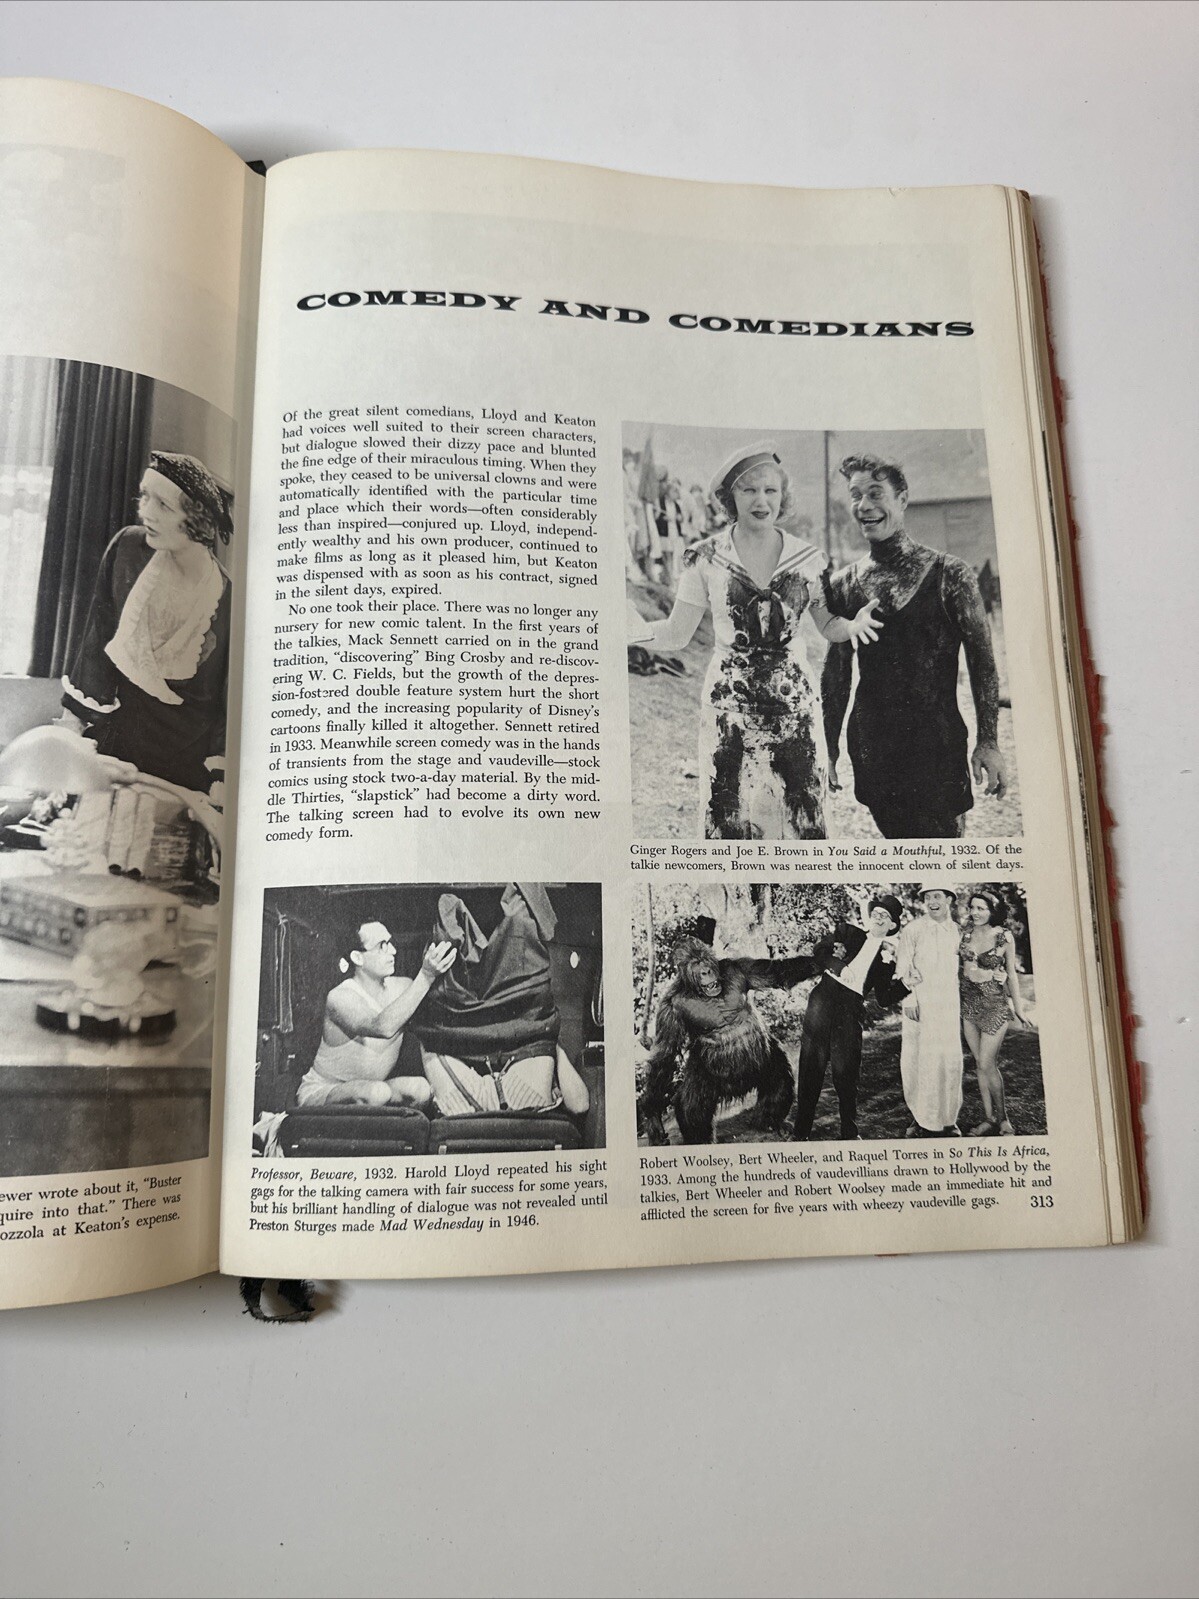 COMEDY AND COMEDIANS
Of the great silent comedians, Lloyd and Keaton
had voices well suited to their screen characters,
but dialogue slowed their dizzy pace and blunted
the fine edge of their miraculous timing. When they
spoke, they ceased to be universal clowns and were
automatically identified with the particular time
and place which their words—often considerably
less than inspired—conjured up. Lloyd, independ-
ently wealthy and his own producer, continued to
make films as long as it pleased him, but Keaton
was dispensed with as soon as his contract, signed
in the silent days, expired.
No one took their place. There was no longer any
nursery for new comic talent. In the first years of
the talkies, Mack Sennett carried on in the grand
tradition, "discovering" Bing Crosby and re-discov-
ering W. C. Fields, but the growth of the depres-
sion-fostered double feature system hurt the short
comedy, and the increasing popularity of Disney's
cartoons finally killed it altogether. Sennett retired
in 1933. Meanwhile screen comedy was in the hands
of transients from the stage and vaudeville—stock
comics using stock two-a-day material. By the mid-
dle Thirties, "slapstick" had become a dirty word.
The talking screen had to evolve its own new
comedy form.
Ginger Rogers and Joe E. Brown in You Said a Mouthful, 1932. Of the
talkie newcomers, Brown was nearest the innocent clown of silent days.
Professor, Beware, 1932. Harold Lloyd repeated his sight
gags for the talking camera with fair success for some years,
but his brilliant handling of dialogue was not revealed until
Preston Sturges made Mad Wednesday in 1946.
Robert Woolsey, Bert Wheeler, and Raquel Torres in So This Is Africa,
1933. Among the hundreds of vaudevillians drawn to Hollywood by the
talkies, Bert Wheeler and Robert Woolsey made an immediate hit and
afflicted the screen for five years with wheezy vaudeville gags. 313
ewer wrote about it, "Buster
quire into that." There was
ozzola at Keaton's expense.